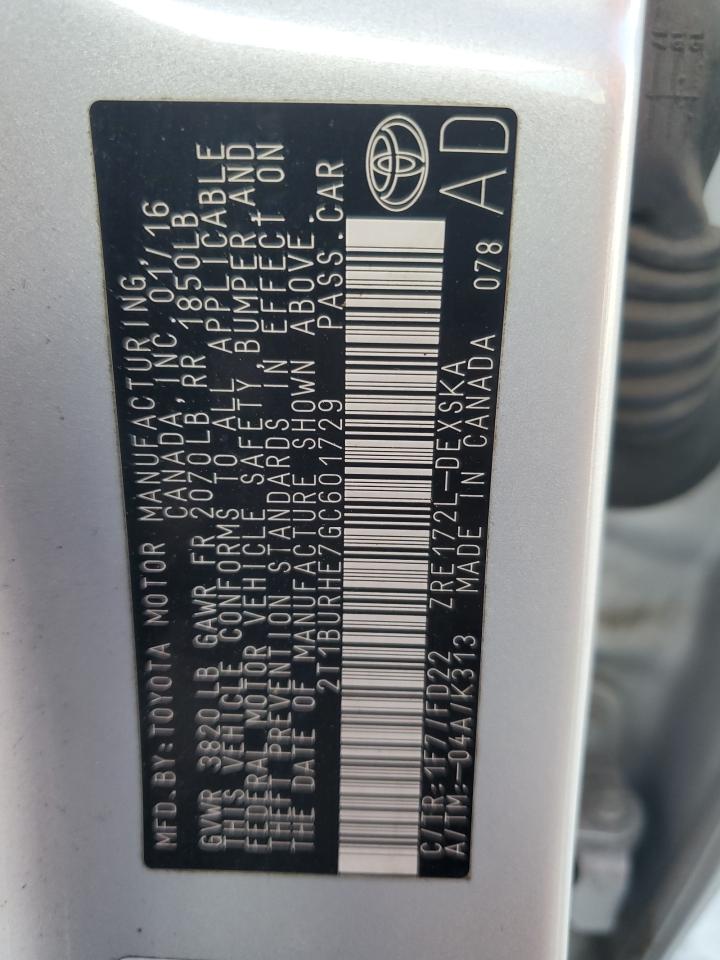 MFD.BY:TOYOTA MOTOR MANUFACTURING,
CANADA, INC 01/16
GVWR 3820LB GAWR FR 2070LB,RR 1850LB
THIS VEHICLE CONFORMS TO ALL APPLICABLE
FEDERAL MOTOR VEHICLE SAFETY, BUMPER AND
THEFT PREVENTION STANDARDS IN EFFECT ON
THE DATE OF MANUFACTURE SHOWN ABOVE.
2T1BURHE7GC601729 PASS.CAR
C/TR:1F7/FD22 ZRE172L-DEXSKA
A/TM:-04A/K313 MADE IN CANADA 078
AD